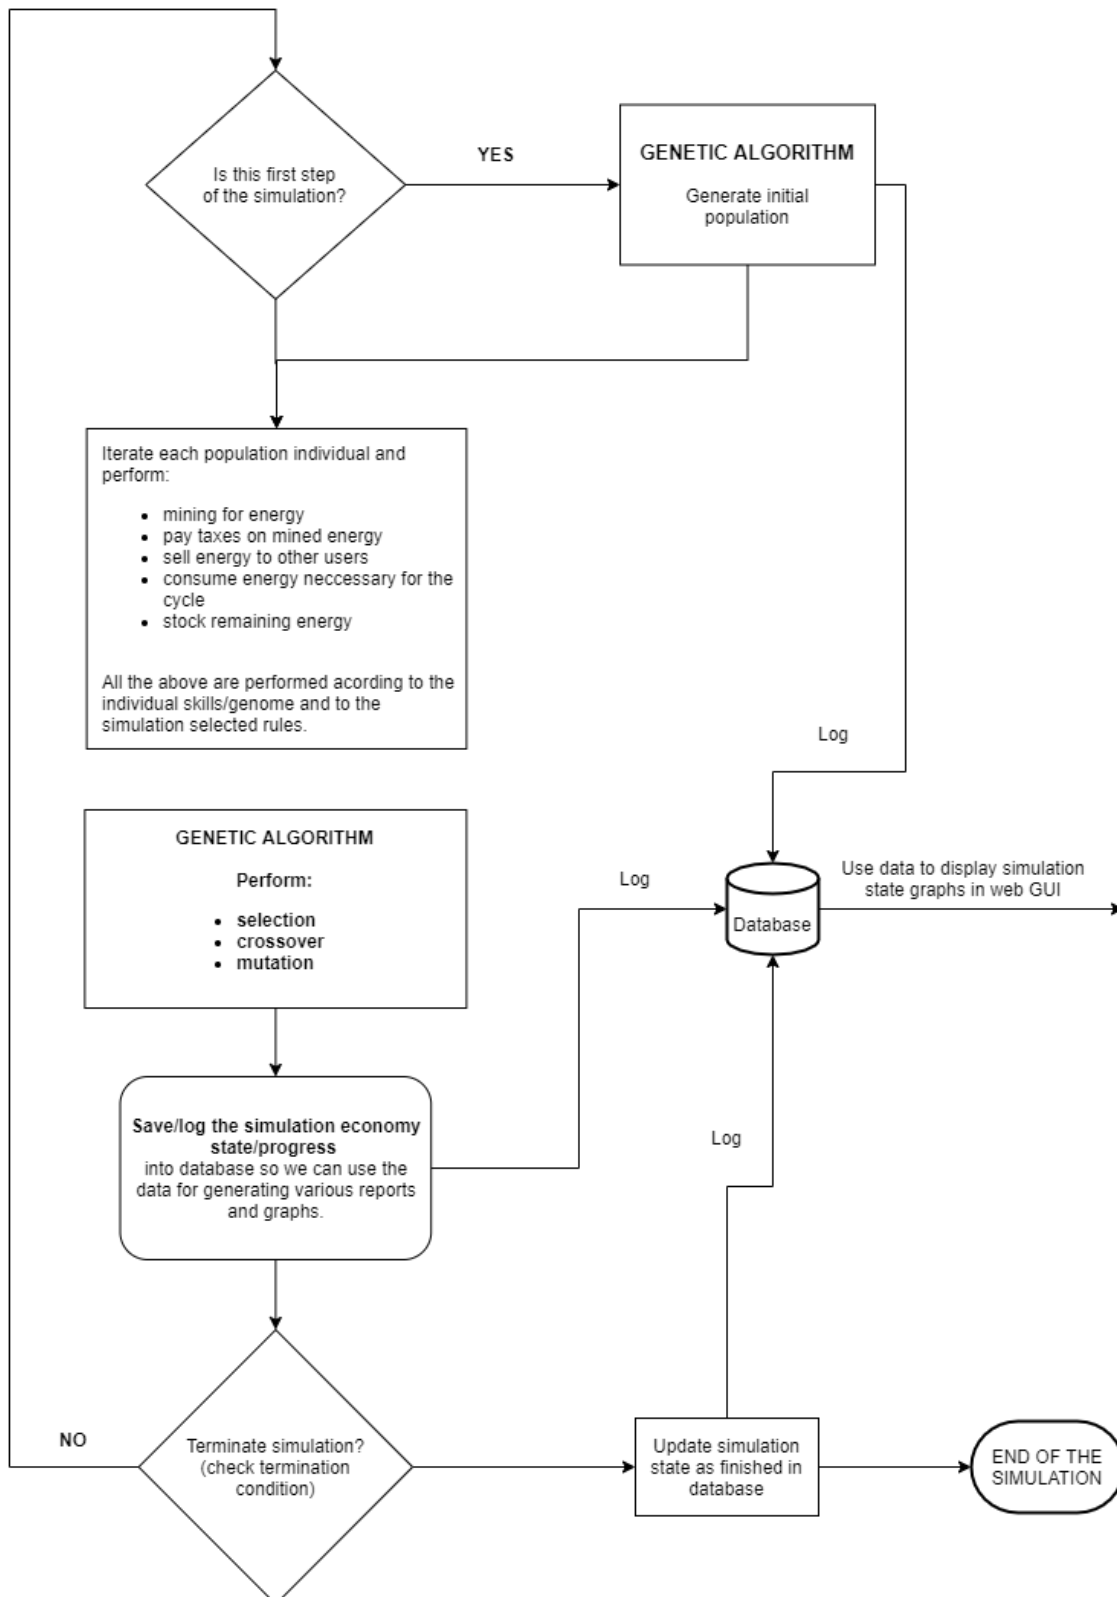 Is this first step
of the simulation?
YES
GENETIC ALGORITHM
Generate initial
population
Iterate each population individual and
perform:
• mining for energy
• pay taxes on mined energy
• sell energy to other users
• consume energy neccessary for the
cycle
• stock remaining energy
All the above are performed acording to the
individual skills/genome and to the
simulation selected rules.
Log
GENETIC ALGORITHM
Perform:
• selection
• crossover
• mutation
Log
Database
Use data to display simulation
state graphs in web GUI
Save/log the simulation economy
state/progress
into database so we can use the
data for generating various reports
and graphs.
Log
NO
Terminate simulation?
(check termination
condition)
Update simulation
state as finished in
database
END OF THE
SIMULATION